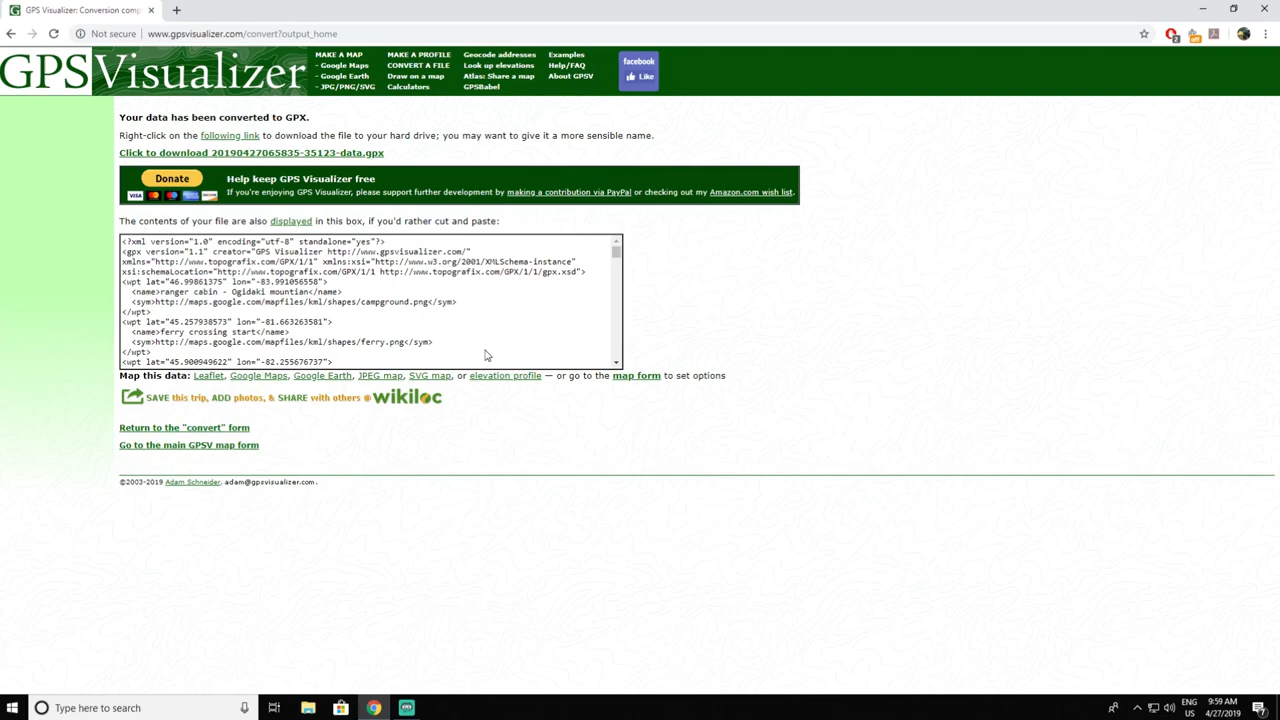 GPS Visualizer: Conversion comp
Not secure
www.gpsvisualizer.com/convert?output_home
GPSVisualizer
MAKE A MAP
- Google Maps
- Google Earth
- JPG/PNG/SVG
MAKE A PROFILE
CONVERT A FILE
Draw on a map
Calculators
Geocode addresses
Look up elevations
Atlas: Share a map
GPSBabel
Examples
Help/FAQ
About GPSV
facebook
Like
Your data has been converted to GPX.
Right-click on the following link to download the file to your hard drive; you may want to give it a more sensible name.
Click to download 20190427065835-35123-data.gpx
Donate
VISA
Help keep GPS Visualizer free
If you're enjoying GPS Visualizer, please support further development by making a contribution via PayPal or checking out my Amazon.com wish list.
The contents of your file are also displayed in this box, if you'd rather cut and paste:
<?xml version="1.0" encoding="utf-8" standalone="yes"?>
<gpx version="1.1" creator="GPS Visualizer http://www.gpsvisualizer.com/"
xmlns="http://www.topografix.com/GPX/1/1" xmlns:xsi="http://www.w3.org/2001/XMLSchema-instance"
xsi:schemaLocation="http://www.topografix.com/GPX/1/1 http://www.topografix.com/GPX/1/1/gpx.xsd">
<wpt lat="46.99861375" lon="-83.991056558">
<name>ranger cabin - Ogidaki mountian</name>
<sym>http://maps.google.com/mapfiles/kml/shapes/campground.png</sym>
</wpt>
<wpt lat="45.257938573" lon="-81.663263581">
<name>ferry crossing start</name>
<sym>http://maps.google.com/mapfiles/kml/shapes/ferry.png</sym>
</wpt>
<wpt lat="45.900949622" lon="-82.255676737">
Map this data: Leaflet, Google Maps, Google Earth, JPEG map, SVG map, or elevation profile — or go to the map form to set options
SAVE this trip, ADD photos, & SHARE with others @ wikiloc
Return to the "convert" form
Go to the main GPSV map form
©2003-2019 Adam Schneider, adam@gpsvisualizer.com.
Type here to search
ENG
US
9:59 AM
4/27/2019